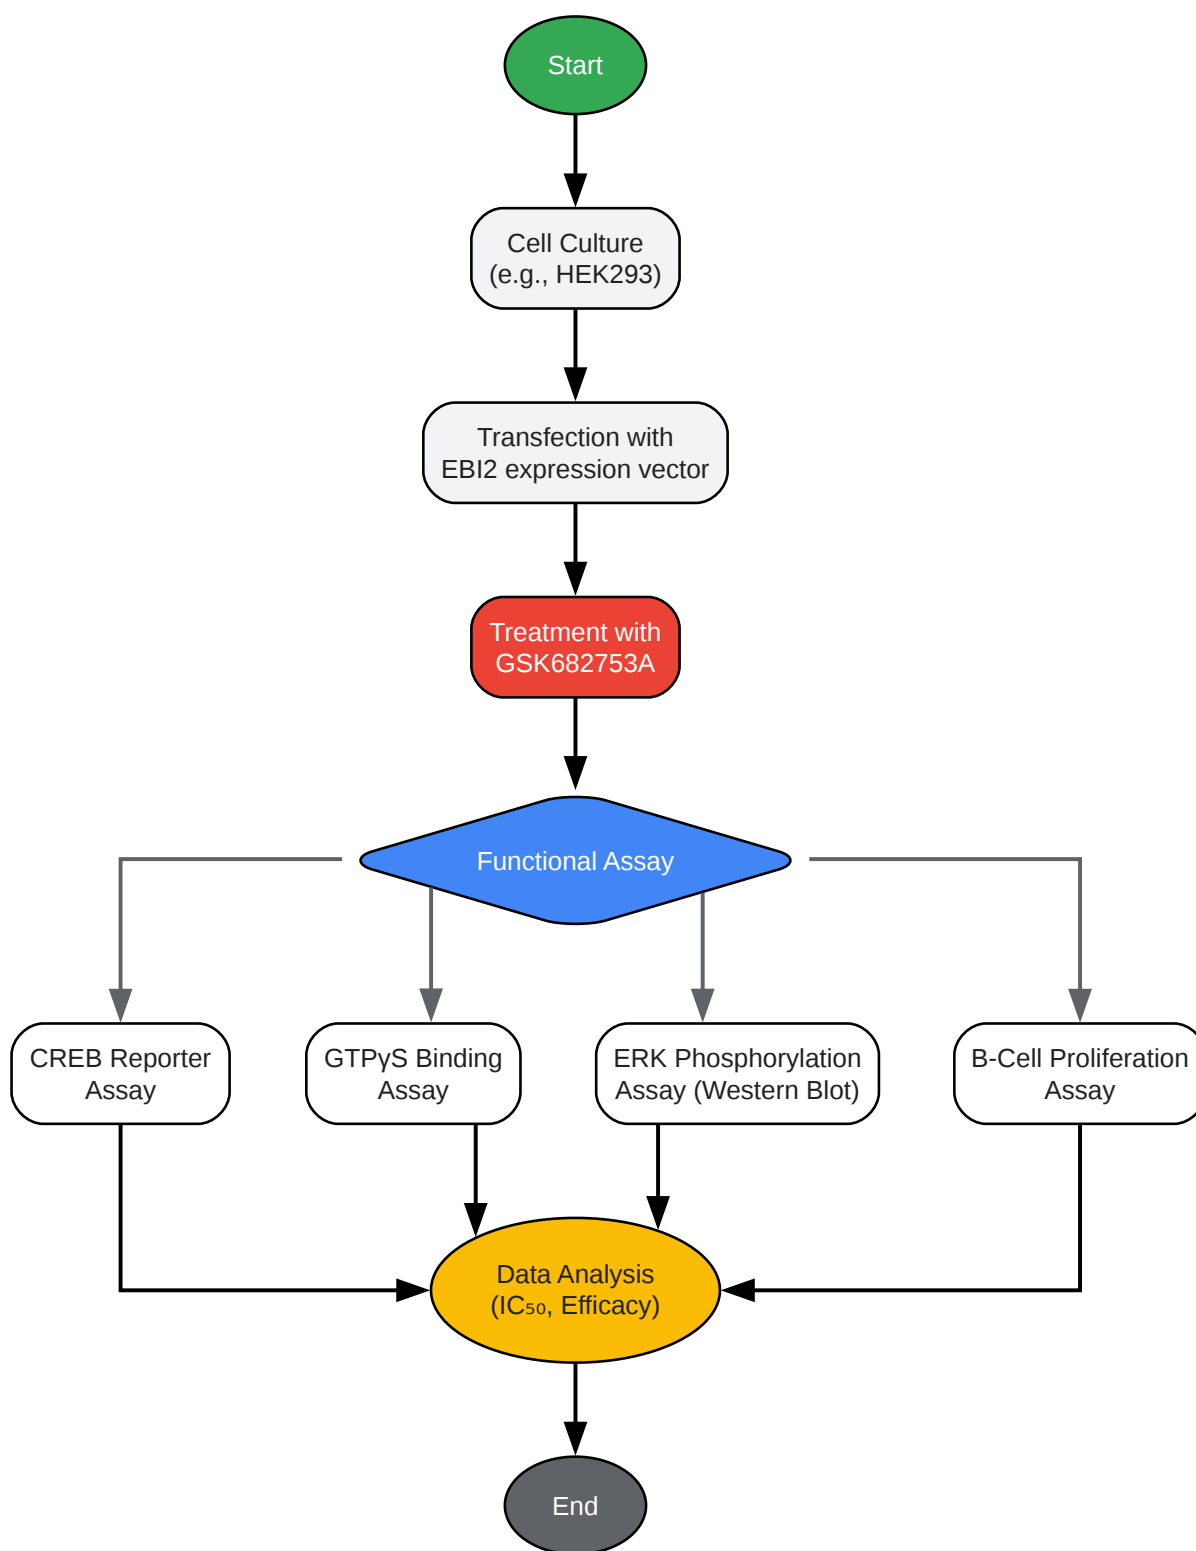 Start
Cell Culture
(e.g., HEK293)
Transfection with
EBI2 expression vector
Treatment with
GSK682753A
Functional Assay
CREB Reporter
Assay
GTPγS Binding
Assay
ERK Phosphorylation
Assay (Western Blot)
B-Cell Proliferation
Assay
Data Analysis
(IC₅₀, Efficacy)
End